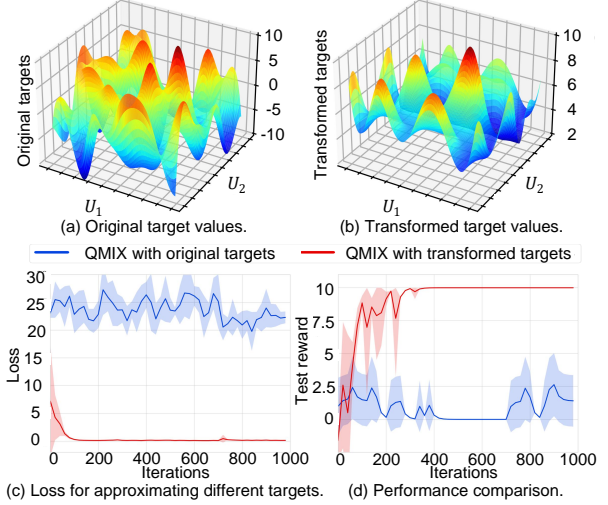 Original targets
10
5
0
-5
-10
U₁
U₂
(a) Original target values.
Transformed targets
10
8
6
4
2
U₁
U₂
(b) Transformed target values.
QMIX with original targets
QMIX with transformed targets
Loss
30
25
20
15
10
5
0
0 200 400 600 800 1000
Iterations
(c) Loss for approximating different targets.
Test reward
10
7.5
5
2.5
0
0 200 400 600 800 1000
Iterations
(d) Performance comparison.